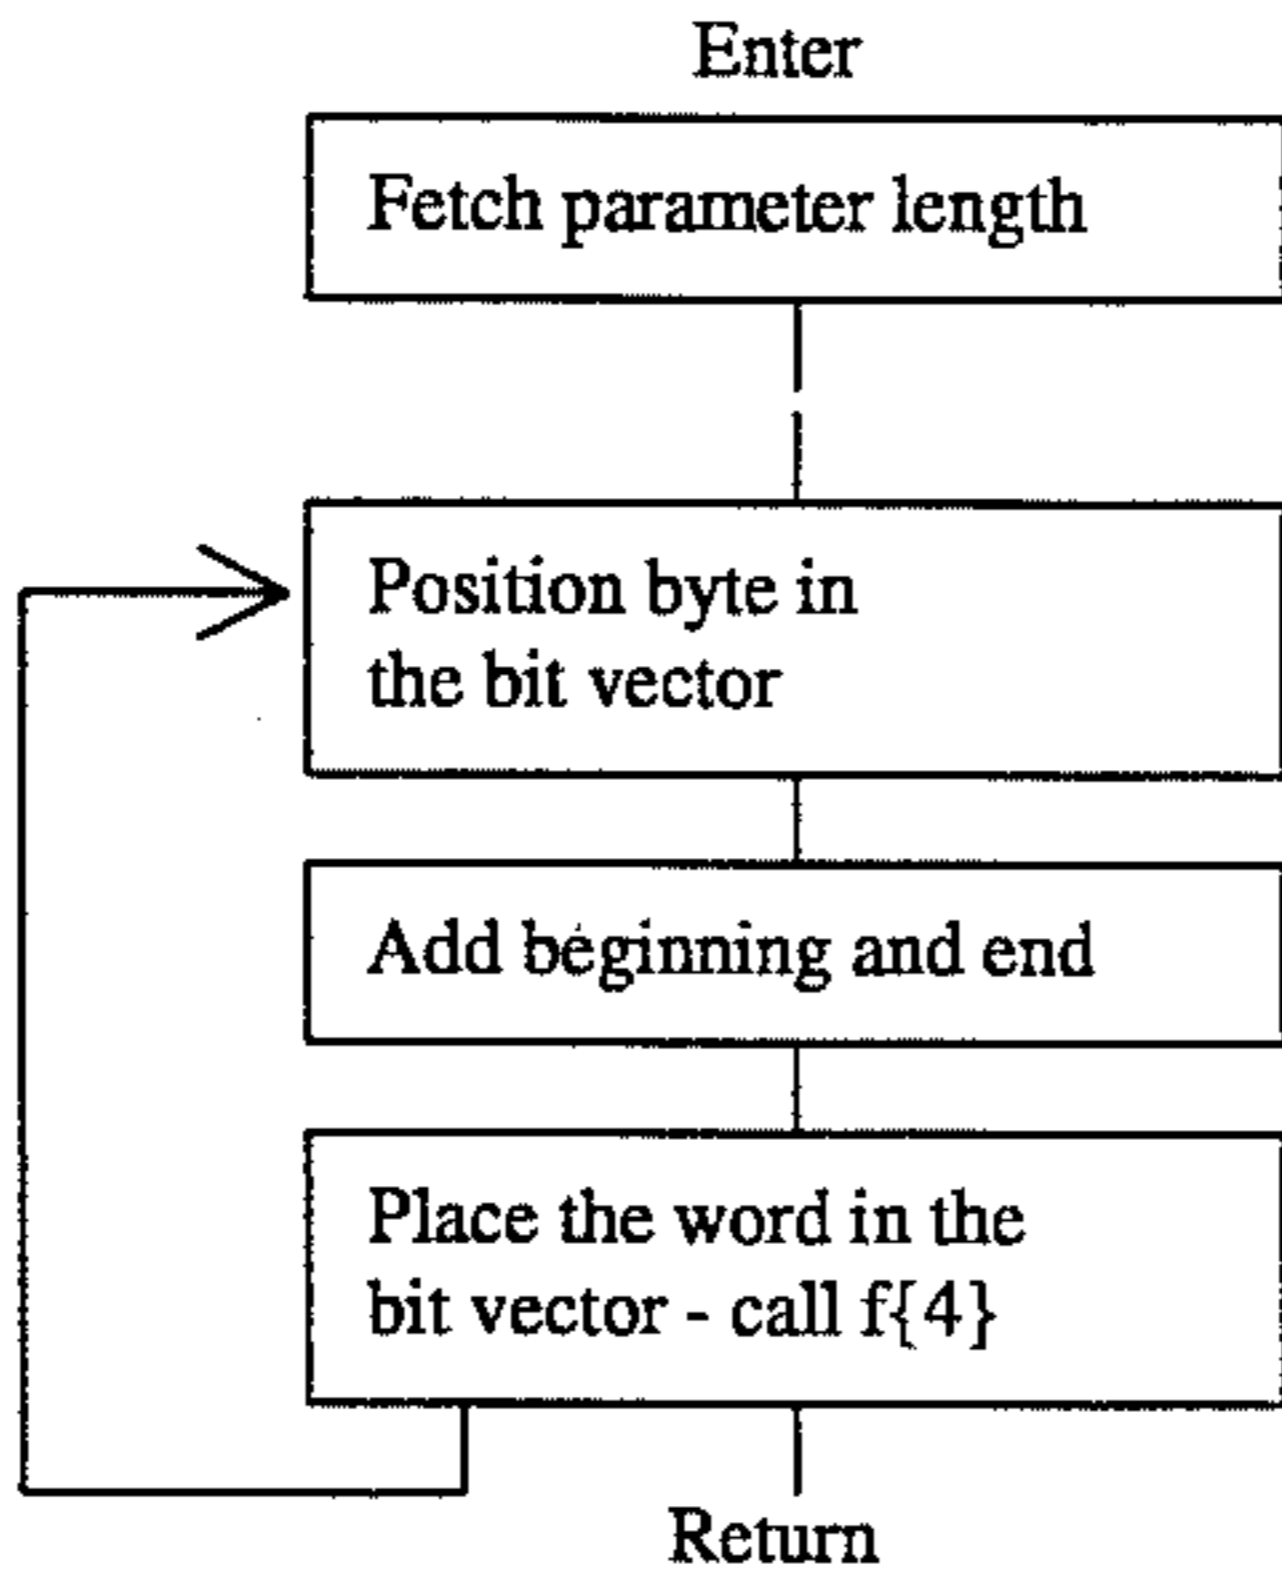 Enter
Fetch parameter length
Position byte in
the bit vector
Add beginning and end
Place the word in the
bit vector - call f{4}
Return